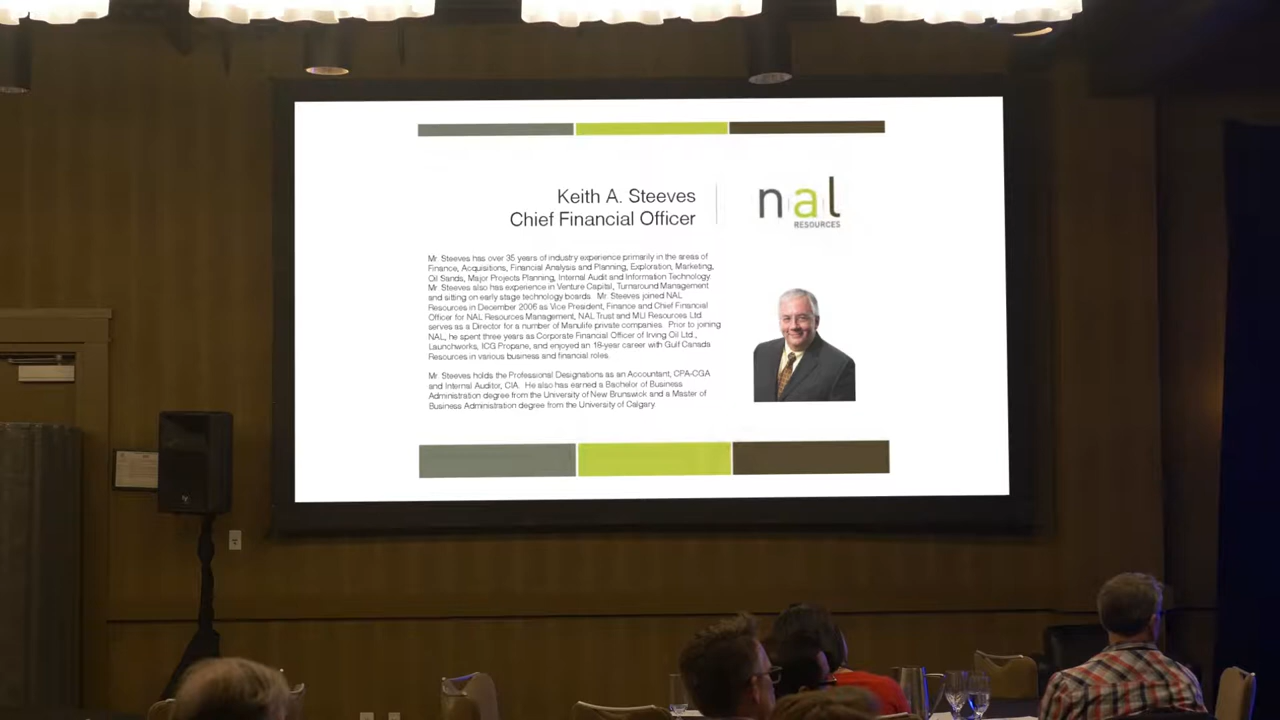 Keith A. Steeves
Chief Financial Officer
nal
RESOURCES
Mr. Steeves has over 35 years of industry experience primarily in the areas of
Finance, Acquisitions, Financial Analysis and Planning, Exploration, Marketing,
Oil Sands, Major Projects Planning, Internal Audit and Information Technology
Mr Steeves also has experience in Venture Capital, Turnaround Management
and sitting on early stage technology boards. Mr. Steeves joined NAL
Resources in December 2006 as Vice President, Finance and Chief Financial
Officer for NAL Resources Management, NAL Trust and MLI Resources Ltd
serves as a Director for a number of Manulife private companies. Prior to joining
NAL, he spent three years as Corporate Financial Officer of Irving Oil Ltd.,
Launchworks, ICG Propane, and enjoyed an 18-year career with Gulf Canada
Resources in various business and financial roles.
Mr. Steeves holds the Professional Designations as an Accountant, CPA-CGA
and Internal Auditor, CIA. He also has earned a Bachelor of Business
Administration degree from the University of New Brunswick and a Master of
Business Administration degree from the University of Calgary